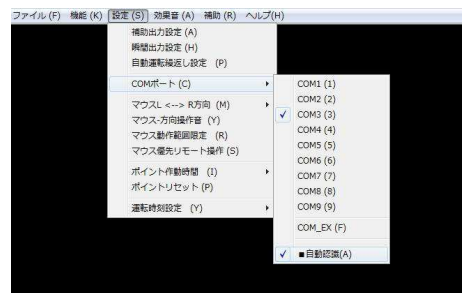 ファイル(F) 機能(K) 設定(S) 効果音(A) 補助(R) ヘルプ(H)
補助出力設定 (A)
瞬間出力設定 (H)
自動運転繰返し設定 (P)
COMポート (C)
マウスL <--> R方向 (M)
マウス-方向操作音 (Y)
マウス動作範囲限定 (R)
マウス優先リモート操作 (S)
ポイント作動時間 (I)
ポイントリセット (P)
運転時刻設定 (Y)
COM1 (1)
COM2 (2)
COM3 (3)
COM4 (4)
COM5 (5)
COM6 (6)
COM7 (7)
COM8 (8)
COM9 (9)
COM_EX (F)
■自動認識(A)